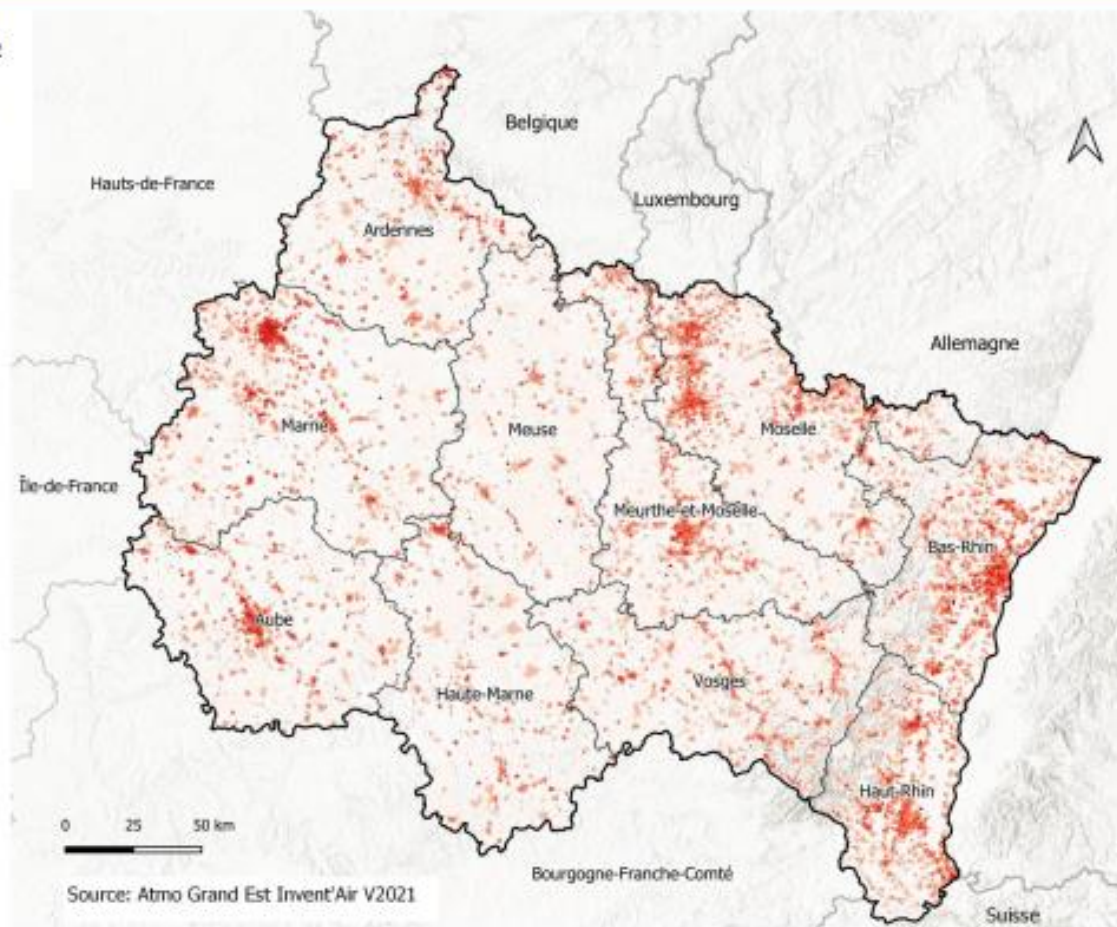 Belgique
Hauts-de-France
Luxembourg
Ardennes
Allemagne
Marne
Meuse
Moselle
Île-de-France
Meurthe-et-Moselle
Bas-Rhin
Aube
Haute-Marne
Vosges
Haut-Rhin
0 25 50 km
Bourgogne-Franche-Comté
Source: Atmo Grand Est Invent'Air V2021
Suisse